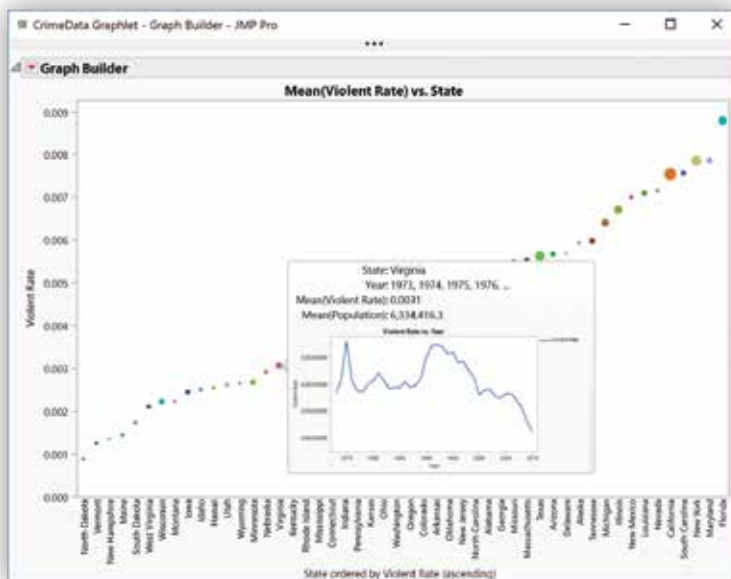 CrimeData Graphlet - Graph Builder - JMP Pro
Graph Builder
Mean(Violent Rate) vs. State
Violent Rate
0.009
0.008
0.007
0.006
0.005
0.004
0.003
0.002
0.001
0.000
State: Virginia
Year: 1973, 1974, 1975, 1976, ...
Mean(Violent Rate): 0.0031
Mean(Population): 6,334,416.3
Violent Rate vs. Year
Year
North Dakota
Vermont
New Hampshire
Maine
South Dakota
West Virginia
Wisconsin
Montana
Iowa
Idaho
Hawaii
Utah
Wyoming
Minnesota
Nebraska
Virginia
Kentucky
Rhode Island
Mississippi
Connecticut
Indiana
Pennsylvania
Kansas
Ohio
Washington
Oregon
Colorado
Arkansas
Oklahoma
New Jersey
North Carolina
Alabama
Georgia
Missouri
Massachusetts
Texas
Arizona
Delaware
Alaska
Tennessee
Michigan
Illinois
New Mexico
Louisiana
Nevada
California
South Carolina
New York
Maryland
Florida
State ordered by Violent Rate (ascending)